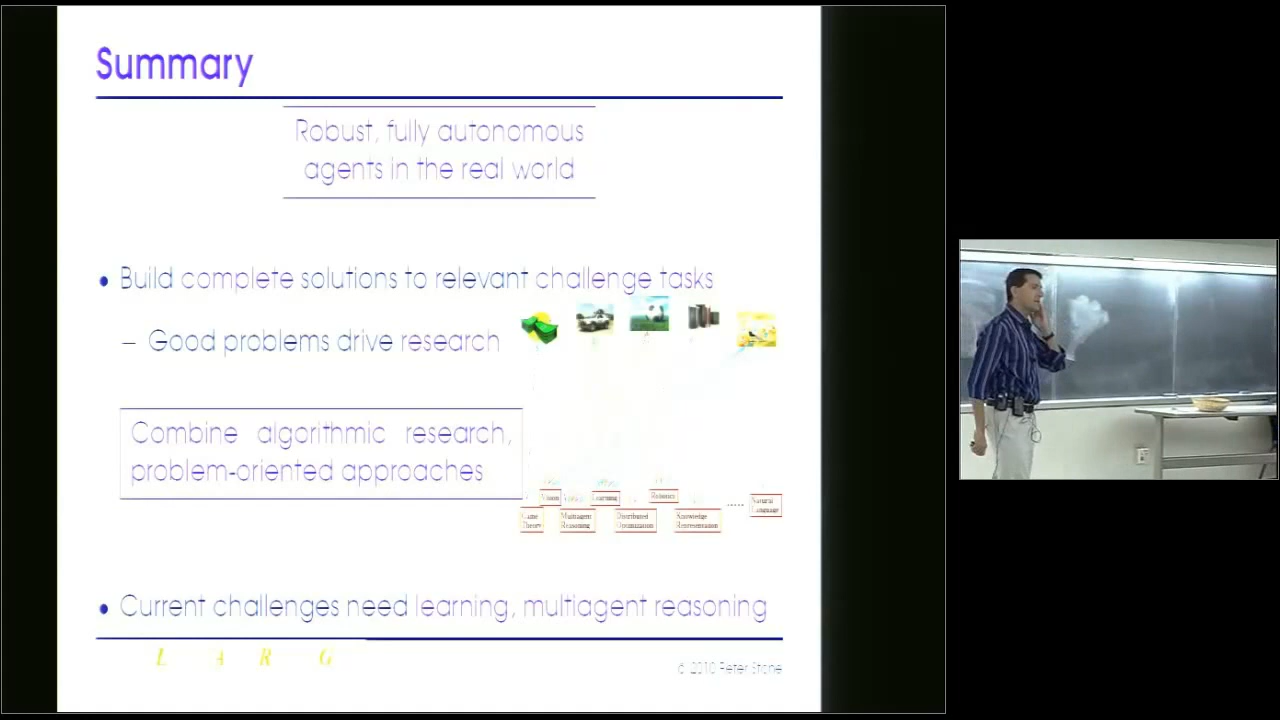 Summary
Robust, fully autonomous
agents in the real world
• Build complete solutions to relevant challenge tasks
– Good problems drive research
Combine algorithmic research,
problem-oriented approaches
Vision Learning Robotics
Game Theory Multiagent Reasoning Distributed Optimization Knowledge Representation ..... Natural Language
• Current challenges need learning, multiagent reasoning
L A R G
© 2010 Peter Stone